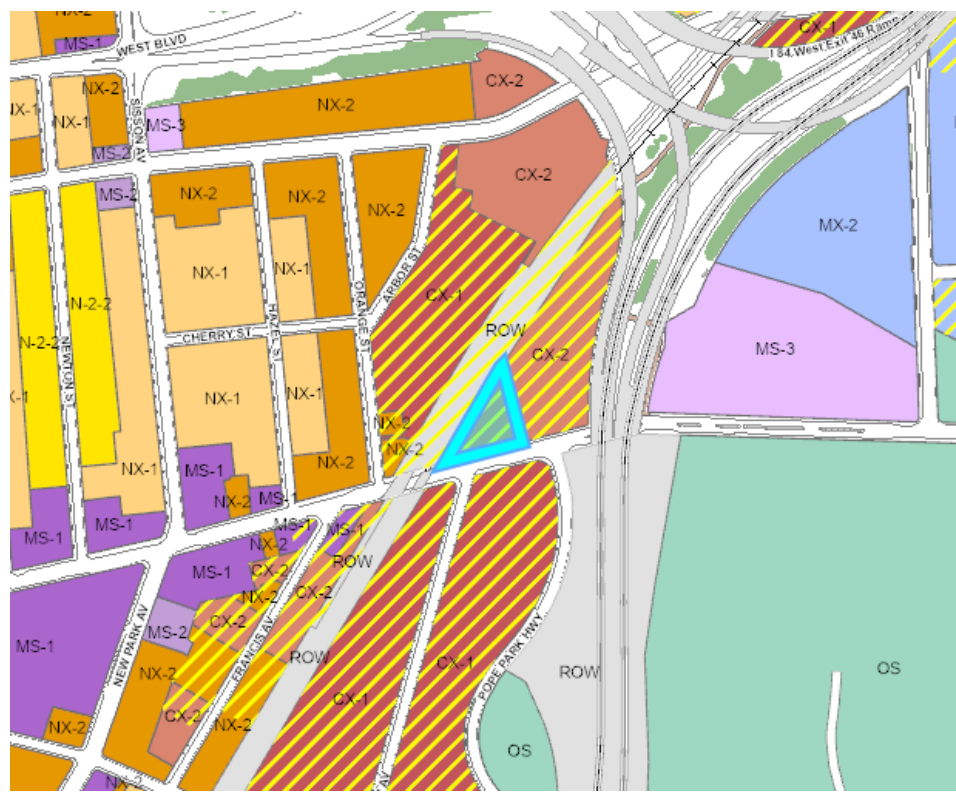 NX-2
MS-1
WEST BLVD
CX-1
I 84 West Exit 46 Ramp
NX-2
CX-2
NX-2
NX-1
SISSON AV
MS-3
MS-2
CX-2
MS-2
NX-2
NX-2
NX-2
MX-2
NX-1
NX-1
ARBOR ST
CX-1
N-2-2
ORANGE ST
HAZEL ST
CHERRY ST
ROW
N-2-2
NEWTON ST
CX-2
MS-3
NX-1
NX-1
NX-2
NX-2
NX-2
NX-1
MS-1
NX-2
MS-1
MS-1
MS-1
MS-1
MS-1
NX-2
ROW
MS-1
CX-2
NX-2
CX-2
CX-2
MS-2
MS-1
NEW PARK AV
FRANCIS AV
POPE PARK HWY
ROW
CX-1
ROW
OS
NX-2
CX-1
CX-2
NX-2
NX-2
OS
AV